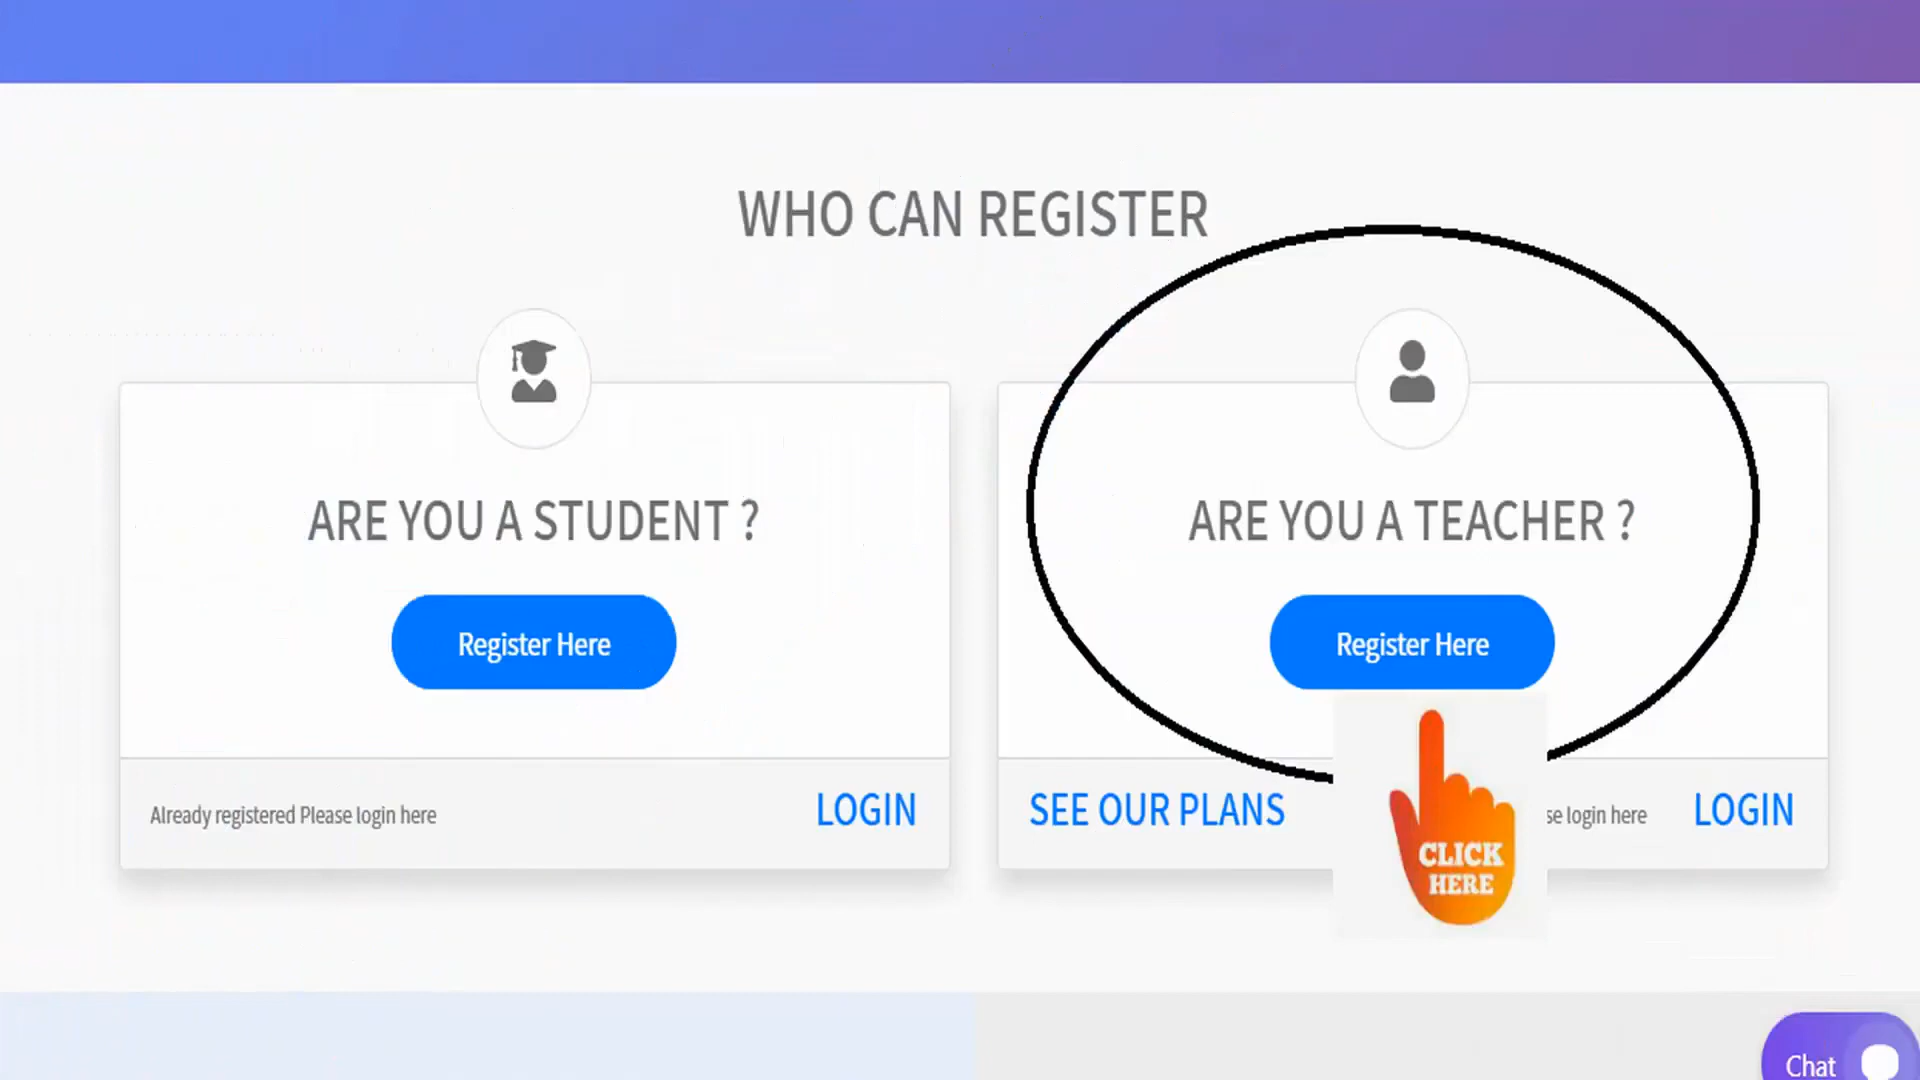 WHO CAN REGISTER
ARE YOU A STUDENT ?
Register Here
Already registered Please login here
LOGIN
ARE YOU A TEACHER ?
Register Here
SEE OUR PLANS
login here
LOGIN
CLICK
HERE
Chat